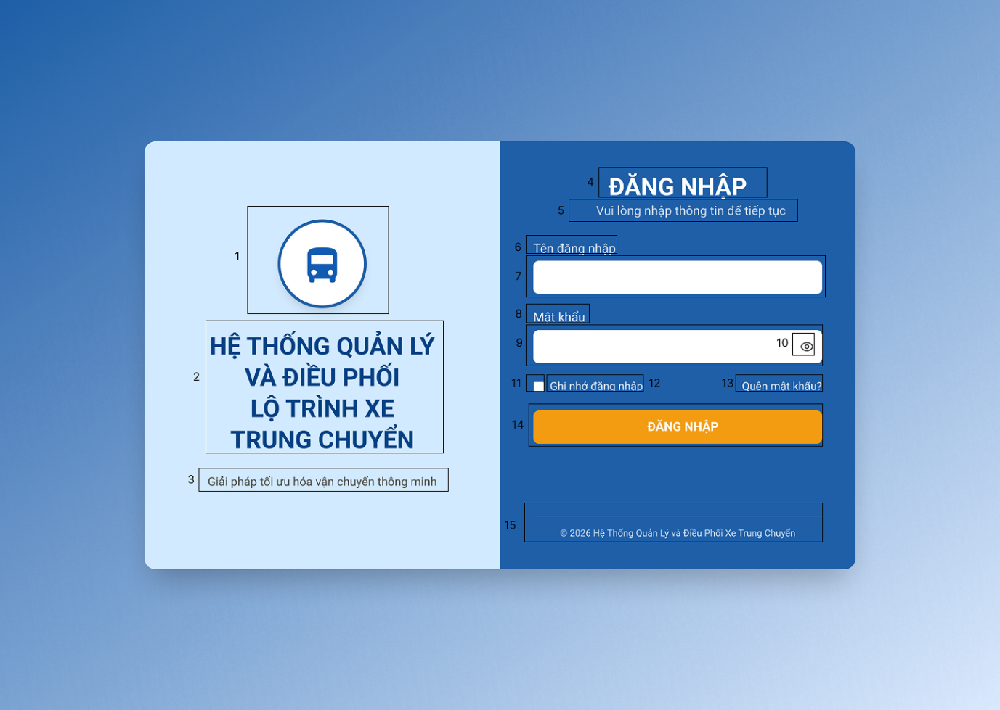 1
HỆ THỐNG QUẢN LÝ
VÀ ĐIỀU PHỐI
LỘ TRÌNH XE
TRUNG CHUYỂN
2
3 Giải pháp tối ưu hóa vận chuyển thông minh
4 ĐĂNG NHẬP
5 Vui lòng nhập thông tin để tiếp tục
6 Tên đăng nhập
7
8 Mật khẩu
9 10
11 Ghi nhớ đăng nhập 12 13 Quên mật khẩu?
14 ĐĂNG NHẬP
15
© 2026 Hệ Thống Quản Lý và Điều Phối Xe Trung Chuyển